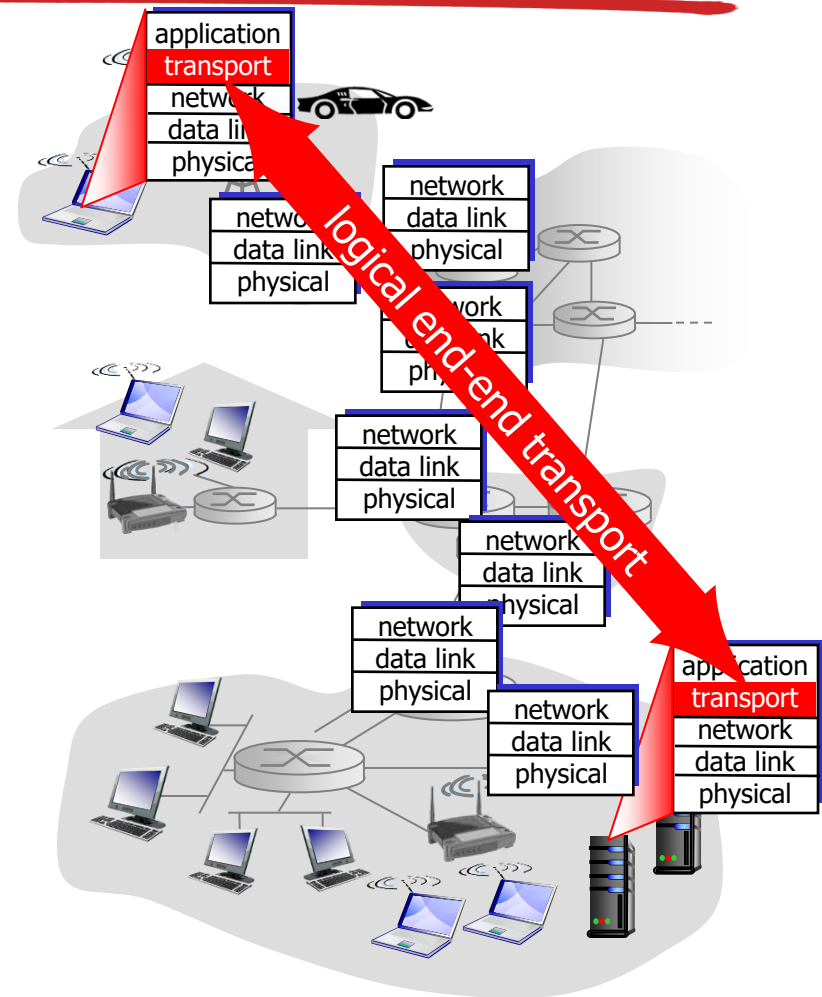 application
transport
network
data link
physical
network
data link
physical
network
data link
physical
logical end-end transport
network
data link
physical
network
data link
physical
network
data link
physical
network
data link
physical
application
transport
network
data link
physical